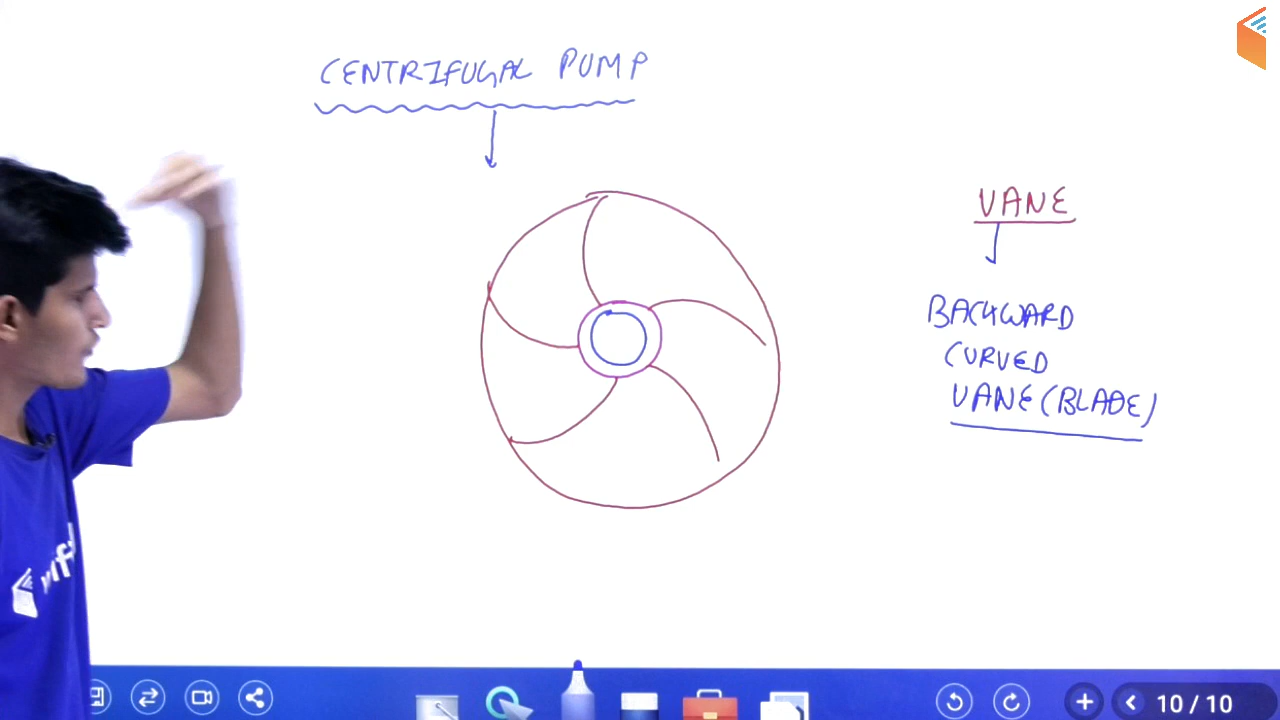 CENTRIFUGAL PUMP
VANE
BACKWARD
CURVED
VANE (BLADE)
10 / 10